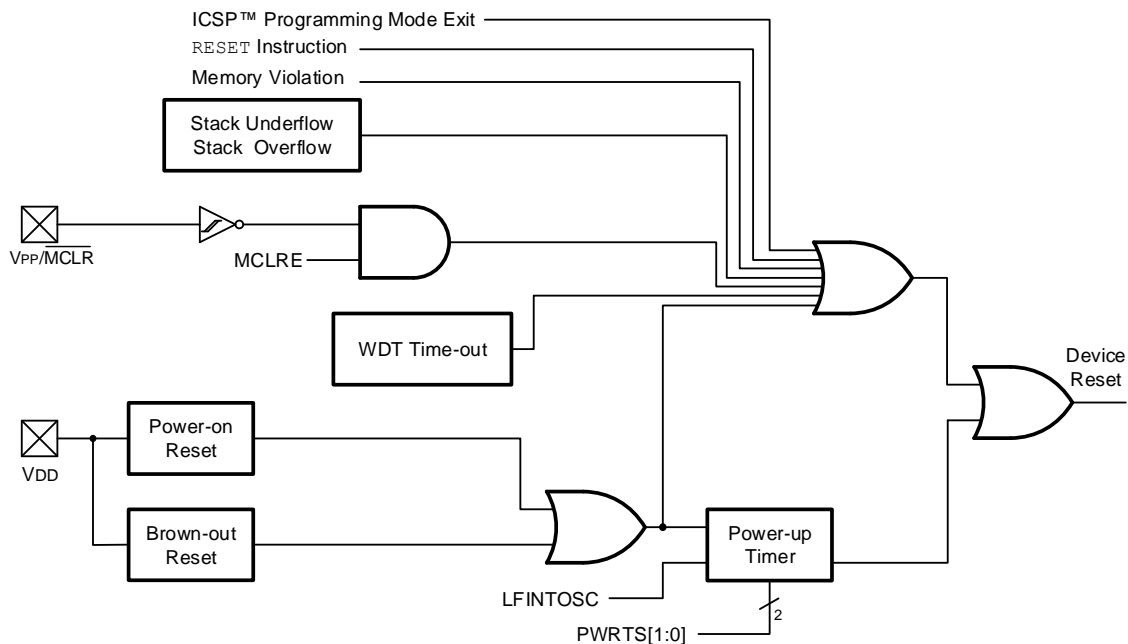 ICSP™ Programming Mode Exit
RESET Instruction
Memory Violation
Stack Underflow
Stack Overflow
VPP/MCLR
MCLRE
WDT Time-out
Device
Reset
Power-on
Reset
VDD
Brown-out
Reset
Power-up
Timer
LFINTOSC
2
PWRTS[1:0]